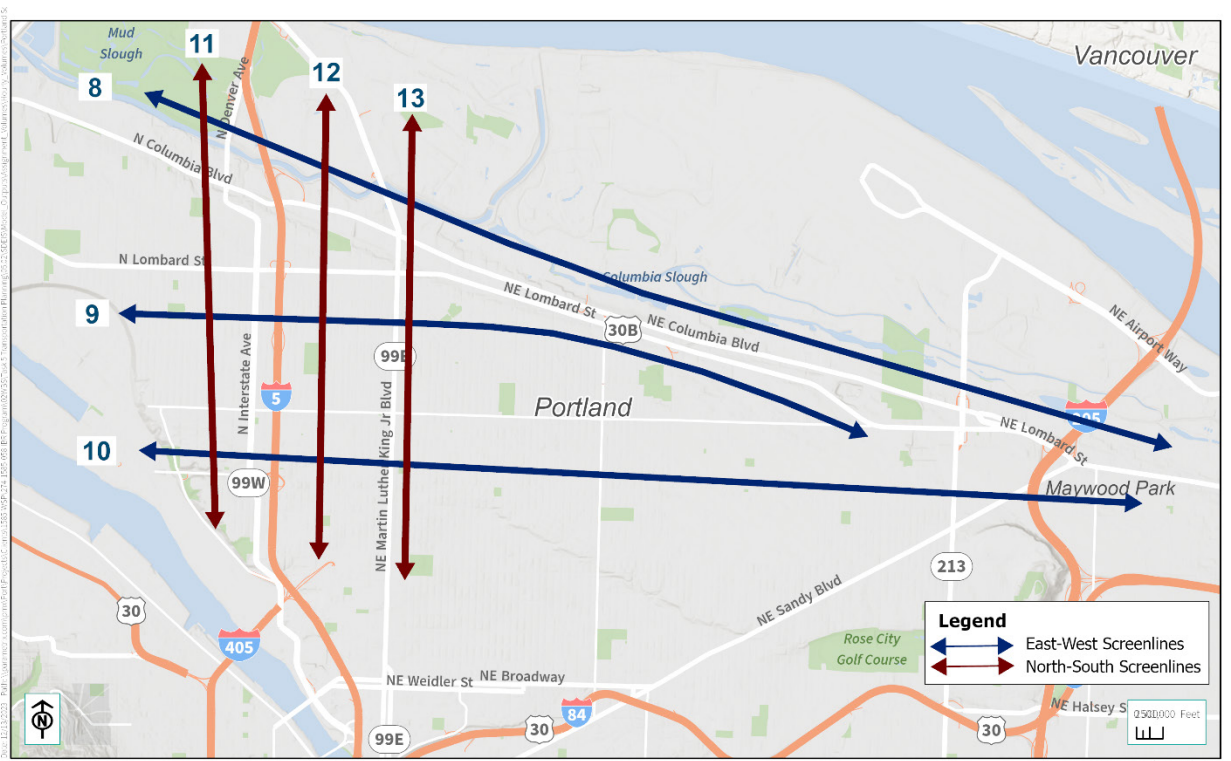 Mud
Slough
11
12
13
8
Vancouver
N Denver Ave
N Columbia Blvd
N Lombard St
Columbia Slough
NE Lombard St
30B
NE Columbia Blvd
NE Airport Way
9
99E
5
N Interstate Ave
NE Martin Luther King Jr Blvd
Portland
205
NE Lombard St
10
99W
Maywood Park
213
NE Sandy Blvd
30
405
Rose City
Golf Course
Legend
East-West Screenlines
North-South Screenlines
NE Weidler St
NE Broadway
84
30
99E
30
NE Halsey St
N
Feet